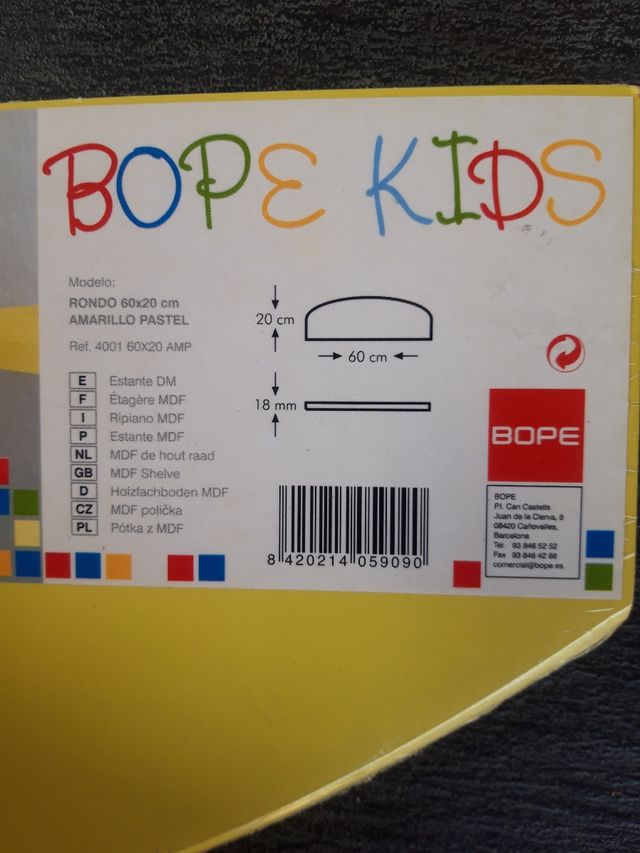 BOPE KIDS
Modelo:
RONDO 60x20 cm
AMARILLO PASTEL
Ref. 4001 60X20 AMP
20 cm
60 cm
18 mm
E Estante DM
F Étagère MDF
I Ripiano MDF
P Estante MDF
NL MDF de hout raad
GB MDF Shelve
D Holzfachboden MDF
CZ MDF polička
PL Pótka z MDF
8 420214 059090
BOPE
BOPE
P.I. Can Castells
Juan de la Cierva, 8
08420 Cañovelles,
Barcelona
Tel. 93 846 52 52
Fax 93 846 42 88
comercial@bope.es